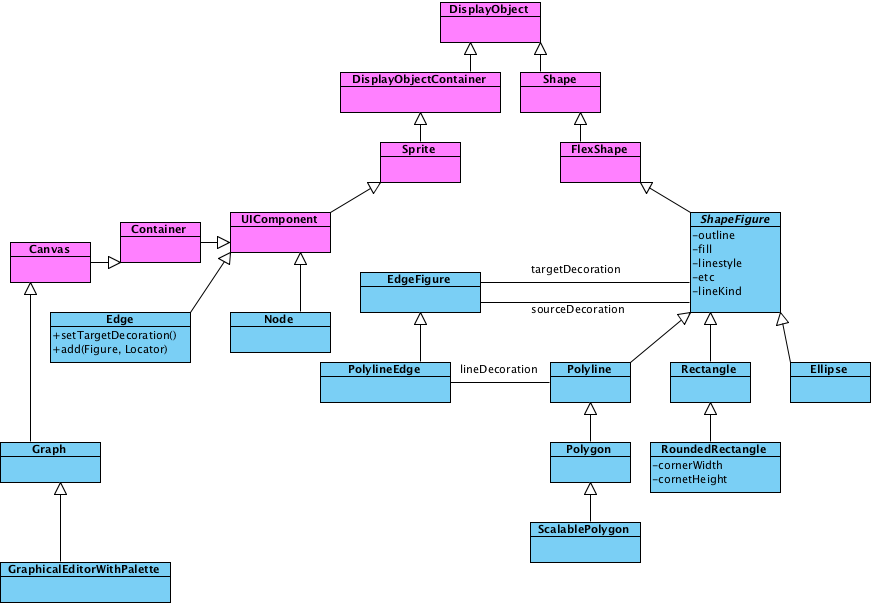 DisplayObject
DisplayObjectContainer
Shape
Sprite
FlexShape
UIComponent
ShapeFigure
-outline
-fill
-linestyle
-etc
-lineKind
Container
Canvas
targetDecoration
EdgeFigure
sourceDecoration
Edge
+setTargetDecoration()
+add(Figure, Locator)
Node
PolylineEdge
lineDecoration
Polyline
Rectangle
Ellipse
Graph
Polygon
RoundedRectangle
-cornerWidth
-cornetHeight
ScalablePolygon
GraphicalEditorWithPalette